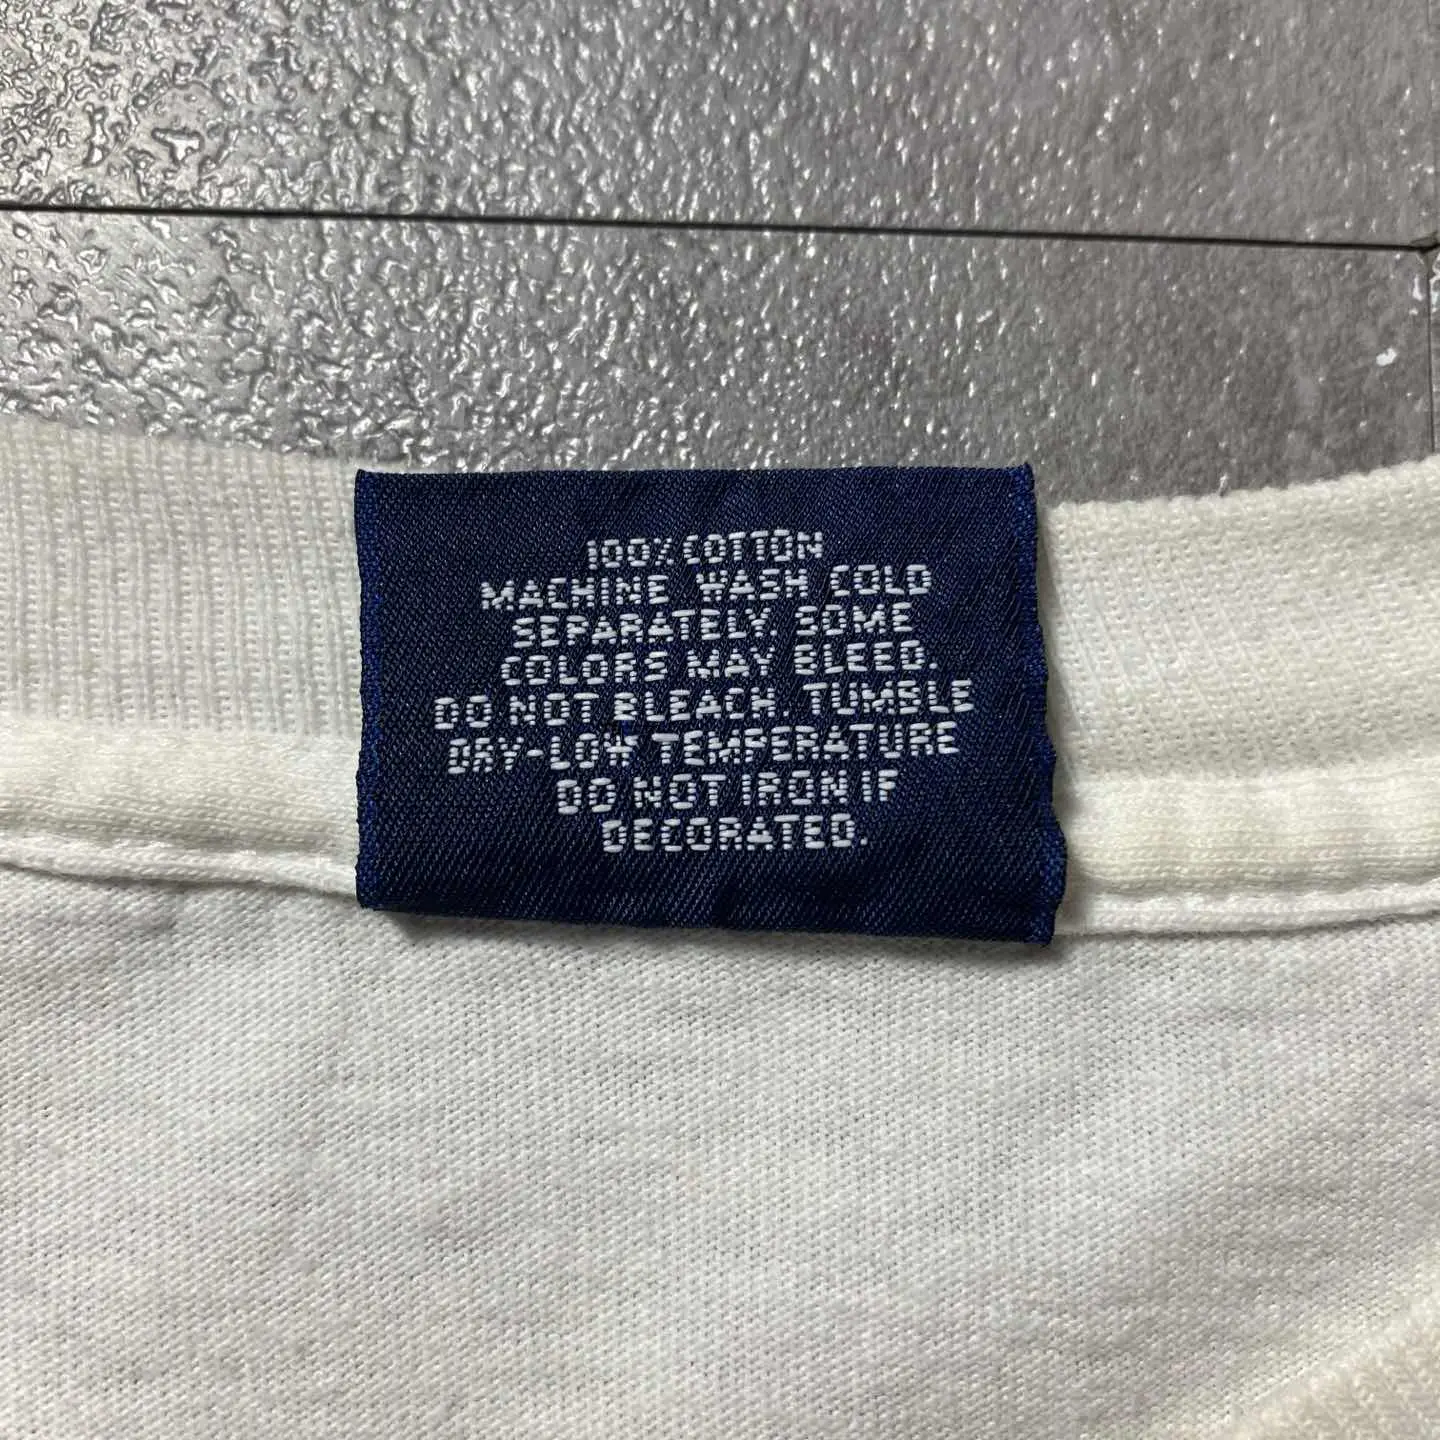 100% COTTON
MACHINE WASH COLD
SEPARATELY. SOME
COLORS MAY BLEED.
DO NOT BLEACH. TUMBLE
DRY-LOW TEMPERATURE
DO NOT IRON IF
DECORATED.